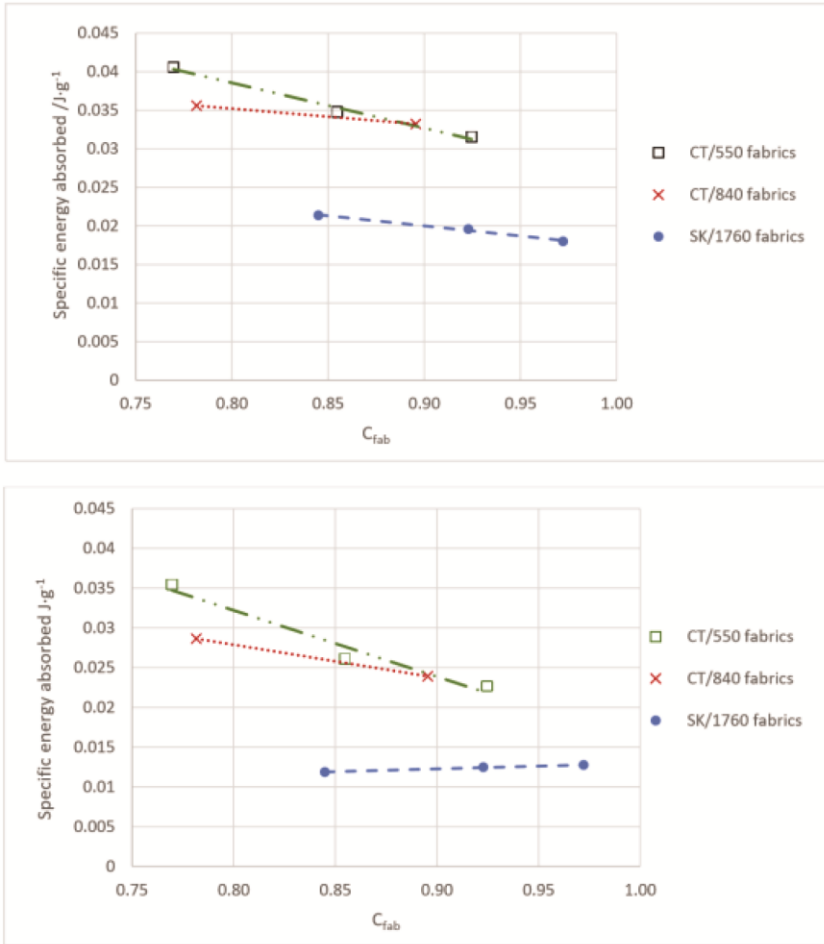 0.045
0.04
0.035
0.03
0.025
0.02
0.015
0.01
0.005
0
Specific energy absorbed /J·g⁻¹
0.75 0.80 0.85 0.90 0.95 1.00
C_fab
CT/550 fabrics
CT/840 fabrics
SK/1760 fabrics
0.045
0.04
0.035
0.03
0.025
0.02
0.015
0.01
0.005
0
Specific energy absorbed J·g⁻¹
0.75 0.80 0.85 0.90 0.95 1.00
C_fab
CT/550 fabrics
CT/840 fabrics
SK/1760 fabrics